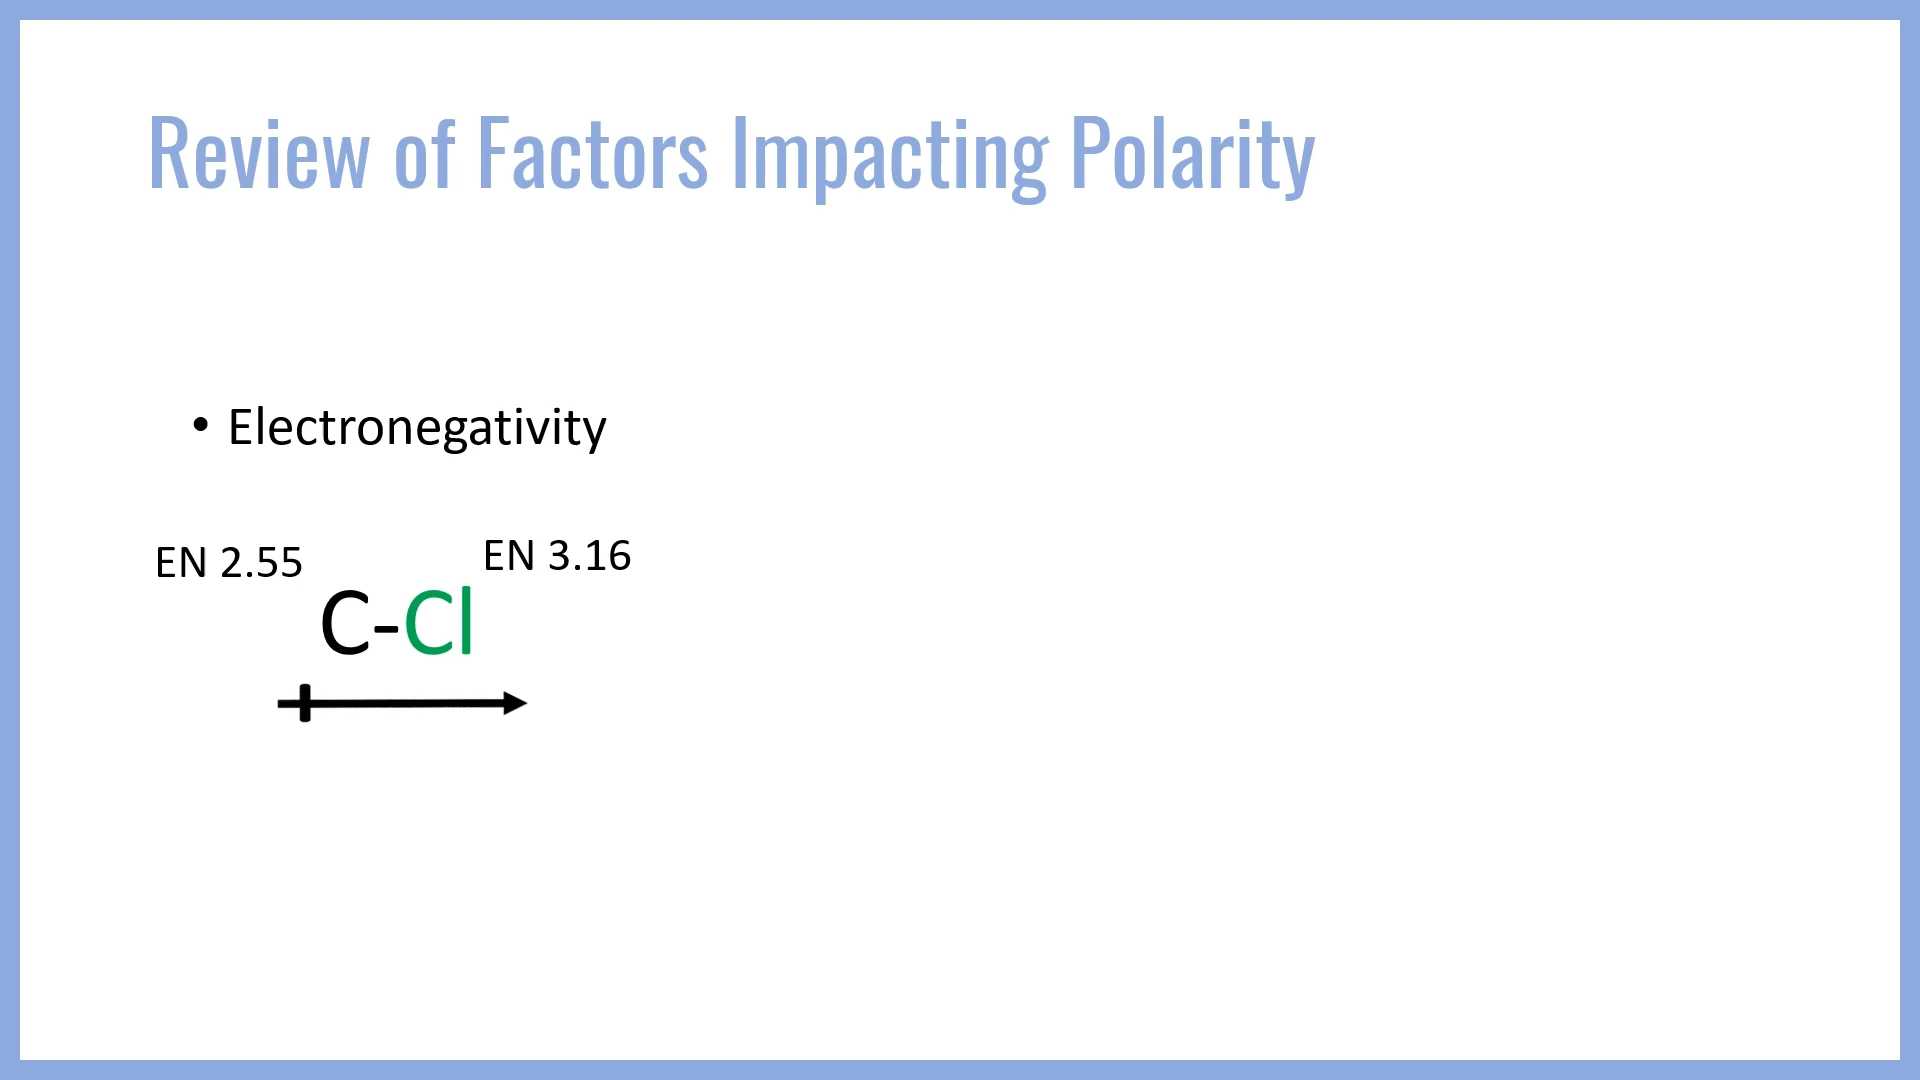 Review of Factors Impacting Polarity
• Electronegativity
EN 2.55
EN 3.16
C-Cl